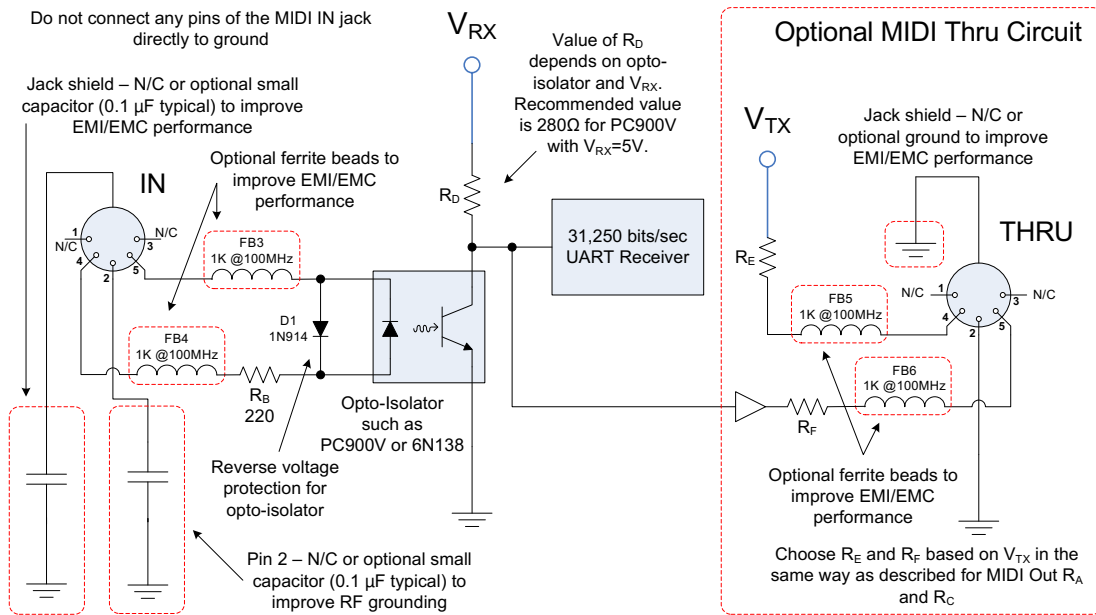 Do not connect any pins of the MIDI IN jack
directly to ground
Jack shield – N/C or optional small
capacitor (0.1 µF typical) to improve
EMI/EMC performance
Optional ferrite beads to
improve EMI/EMC
performance
IN
1
N/C
4
2
5
3
N/C
FB3
1K @100MHz
FB4
1K @100MHz
R_B
220
D1
1N914
Reverse voltage
protection for
opto-isolator
Opto-Isolator
such as
PC900V or 6N138
Pin 2 – N/C or optional small
capacitor (0.1 µF typical) to
improve RF grounding
V_RX
R_D
Value of R_D
depends on opto-
isolator and V_RX.
Recommended value
is 280Ω for PC900V
with V_RX=5V.
31,250 bits/sec
UART Receiver
Optional MIDI Thru Circuit
V_TX
Jack shield – N/C or
optional ground to improve
EMI/EMC performance
R_E
THRU
N/C
1
4
2
5
3
N/C
FB5
1K @100MHz
FB6
1K @100MHz
R_F
Optional ferrite beads to
improve EMI/EMC
performance
Choose R_E and R_F based on V_TX in the
same way as described for MIDI Out R_A
and R_C